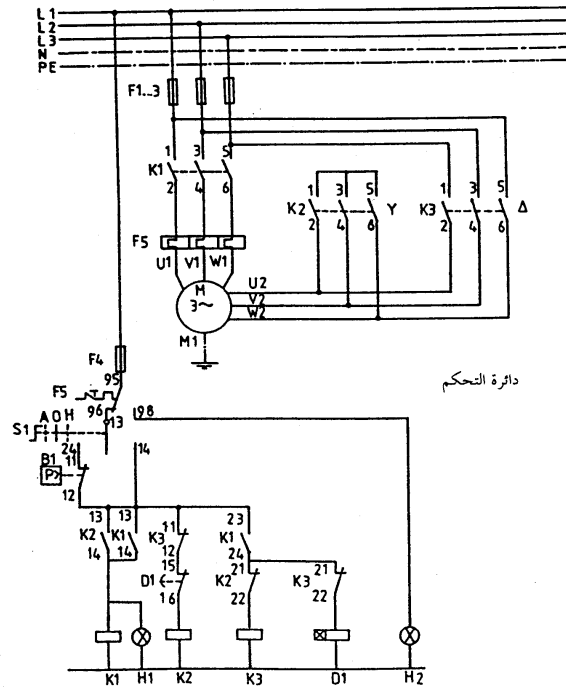 L1
L2
L3
N
PE
F1...3
1 3 5
K1
2 4 6
1 3 5
K2 Y
2 4 6
1 3 5
K3 Δ
2 4 6
F5
U1 V1 W1
M
3~
M1
U2
V2
W2
دائرة التحكم
F4
95
F5
96 98
13
S1 A O H
24 14
11
B1
P>
12
13 13 11 23
K2 K1 K3 K1
14 14 12 24
15 21 21
D1 K2 K3
16 22 22
K1 H1 K2 K3 D1 H2